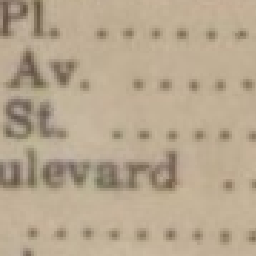 Pl. . . . . . . .
Av. . . . . .
St. . . . . . .
ulevard . .
. . . . . . . . .